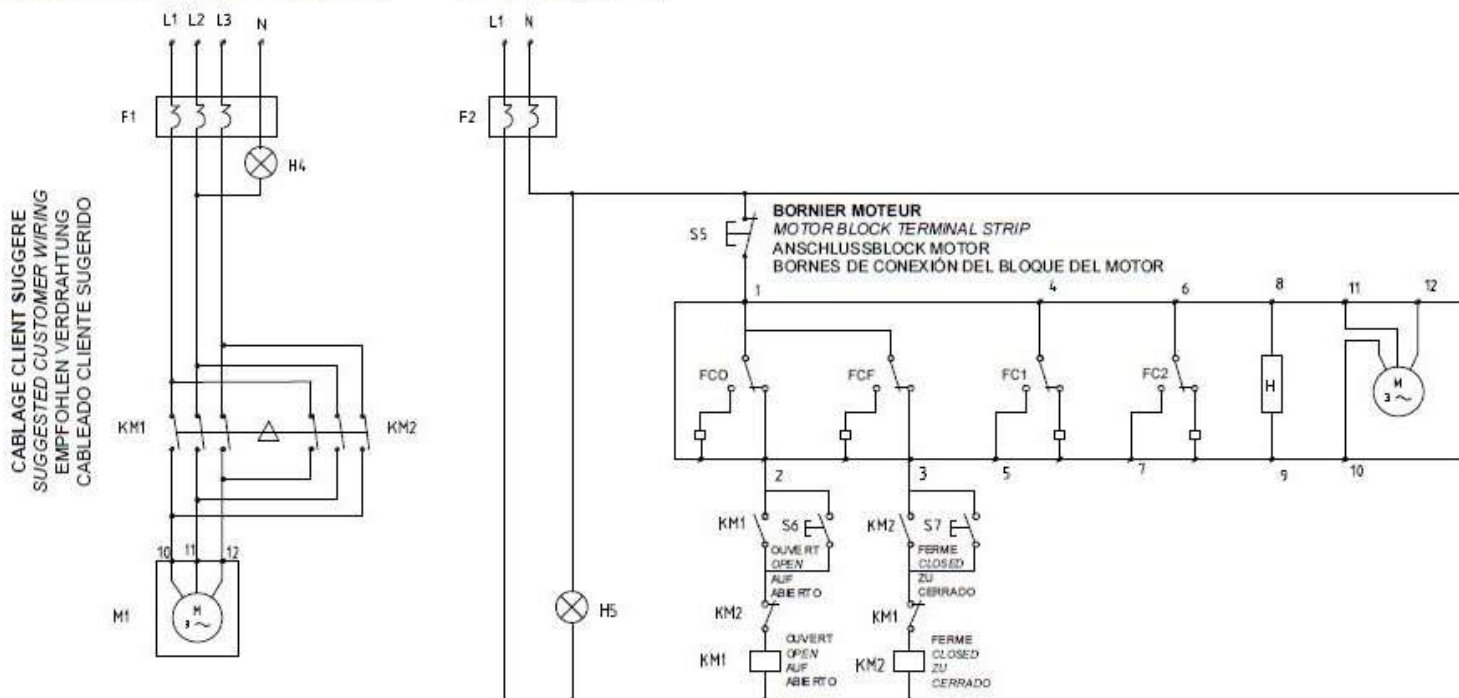 L1 L2 L3 N
L1 N
F1
F2
H4
CABLAGE CLIENT SUGGERE
SUGGESTED CUSTOMER WIRING
EMPFOHLEN VERDRAHTUNG
CABLEADO CLIENTE SUGERIDO
S5
BORNIER MOTEUR
MOTOR BLOCK TERMINAL STRIP
ANSCHLUSSBLOCK MOTOR
BORNES DE CONEXIÓN DEL BLOQUE DEL MOTOR
1 4 6 8 11 12
FCO FCF FC1 FC2 H M
3 ~
KM1 KM2
2 3 5 7 9 10
KM1 S6 KM2 S7
OUVERT
OPEN
AUF
ABIERTO
FERME
CLOSED
ZU
CERRADO
10 11 12
M1
M
3 ~
H5
KM2 KM1
KM1
OUVERT
OPEN
AUF
ABIERTO
KM2
FERME
CLOSED
ZU
CERRADO